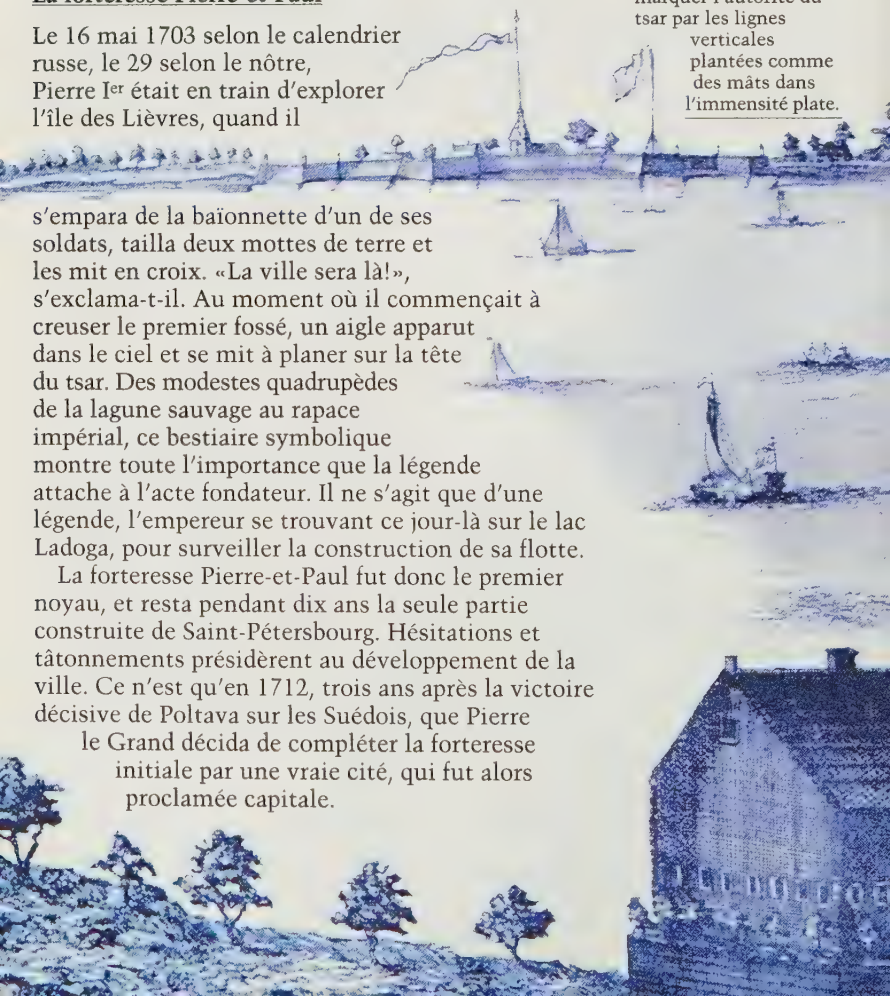 La forteresse Pierre-et-Paul
Le 16 mai 1703 selon le calendrier
russe, le 29 selon le nôtre,
Pierre Ier était en train d'explorer
l'île des Lièvres, quand il
s'empara de la baïonnette d'un de ses
soldats, tailla deux mottes de terre et
les mit en croix. «La ville sera là!»,
s'exclama-t-il. Au moment où il commençait à
creuser le premier fossé, un aigle apparut
dans le ciel et se mit à planer sur la tête
du tsar. Des modestes quadrupèdes
de la lagune sauvage au rapace
impérial, ce bestiaire symbolique
montre toute l'importance que la légende
attache à l'acte fondateur. Il ne s'agit que d'une
légende, l'empereur se trouvant ce jour-là sur le lac
Ladoga, pour surveiller la construction de sa flotte.
La forteresse Pierre-et-Paul fut donc le premier
noyau, et resta pendant dix ans la seule partie
construite de Saint-Pétersbourg. Hésitations et
tâtonnements présidèrent au développement de la
ville. Ce n'est qu'en 1712, trois ans après la victoire
décisive de Poltava sur les Suédois, que Pierre
le Grand décida de compléter la forteresse
initiale par une vraie cité, qui fut alors
proclamée capitale.
marquer l'autorité du
tsar par les lignes
verticales
plantées comme
des mâts dans
l'immensité plate.